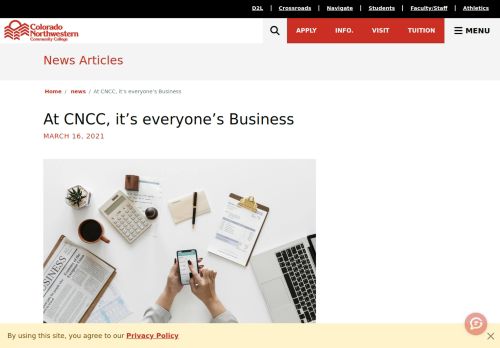 D2L | Crossroads | Navigate | Students | Faculty/Staff | Athletics
Colorado
Northwestern
Community College
APPLY INFO. VISIT TUITION MENU
News Articles
Home / news / At CNCC, it's everyone's Business
At CNCC, it's everyone's Business
MARCH 16, 2021
BUSINESS
By using this site, you agree to our Privacy Policy